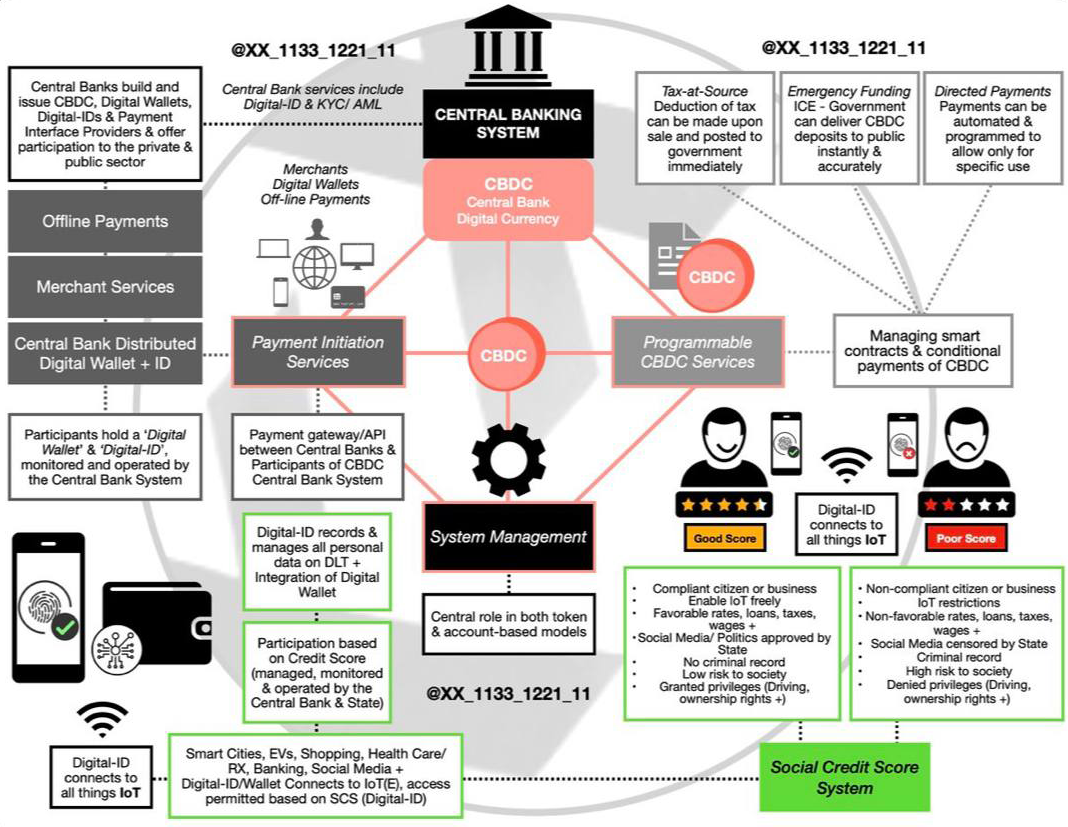 @XX_1133_1221_11
@XX_1133_1221_11
Central Banks build and
issue CBDC, Digital Wallets,
Digital-IDs & Payment
Interface Providers & offer
participation to the private &
public sector
Central Bank services include
Digital-ID & KYC/ AML
CENTRAL BANKING
SYSTEM
Tax-at-Source
Deduction of tax
can be made upon
sale and posted to
government
immediately
Emergency Funding
ICE - Government
can deliver CBDC
deposits to public
instantly &
accurately
Directed Payments
Payments can be
automated &
programmed to
allow only for
specific use
Merchants
Digital Wallets
Off-line Payments
CBDC
Central Bank
Digital Currency
Offline Payments
Merchant Services
Central Bank Distributed
Digital Wallet + ID
CBDC
Payment Initiation
Services
CBDC
Programmable
CBDC Services
Managing smart
contracts & conditional
payments of CBDC
Participants hold a ‘Digital
Wallet’ & ‘Digital-ID’,
monitored and operated by
the Central Bank System
Payment gateway/API
between Central Banks &
Participants of CBDC
Central Bank System
System Management
Central role in both token
& account-based models
Good Score
Digital-ID
connects to
all things IoT
Poor Score
Digital-ID records &
manages all personal
data on DLT +
Integration of Digital
Wallet
Participation based
on Credit Score
(managed, monitored
& operated by the
Central Bank & State)
• Compliant citizen or business
• Enable IoT freely
• Favorable rates, loans, taxes,
wages +
• Social Media/ Politics approved by
State
• No criminal record
• Low risk to society
• Granted privileges (Driving,
ownership rights +)
• Non-compliant citizen or business
• IoT restrictions
• Non-favorable rates, loans, taxes,
wages +
• Social Media censored by State
• Criminal record
• High risk to society
• Denied privileges (Driving,
ownership rights +)
@XX_1133_1221_11
Digital-ID
connects to
all things IoT
Smart Cities, EVs, Shopping, Health Care/
RX, Banking, Social Media +
Digital-ID/Wallet Connects to IoT(E), access
permitted based on SCS (Digital-ID)
Social Credit Score
System